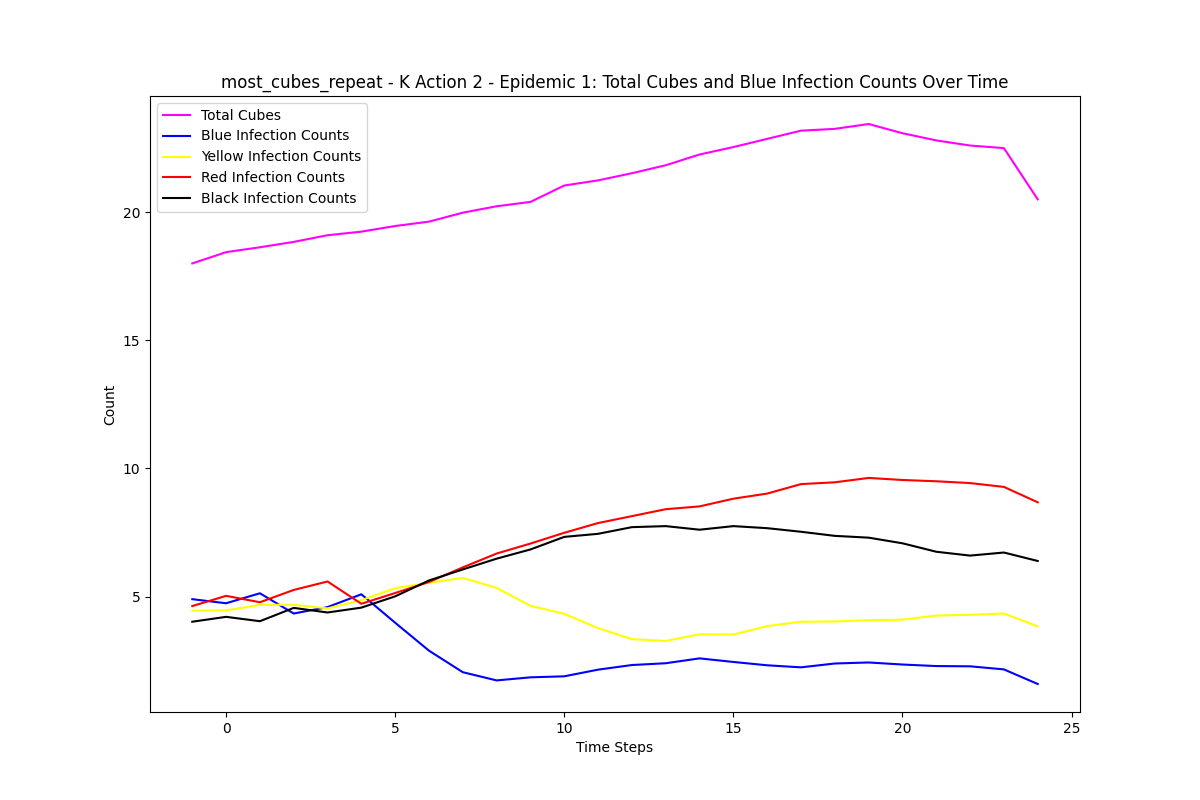 most_cubes_repeat - K Action 2 - Epidemic 1: Total Cubes and Blue Infection Counts Over Time
Total Cubes
Blue Infection Counts
Yellow Infection Counts
Red Infection Counts
Black Infection Counts
20
15
10
5
Count
0 5 10 15 20 25
Time Steps